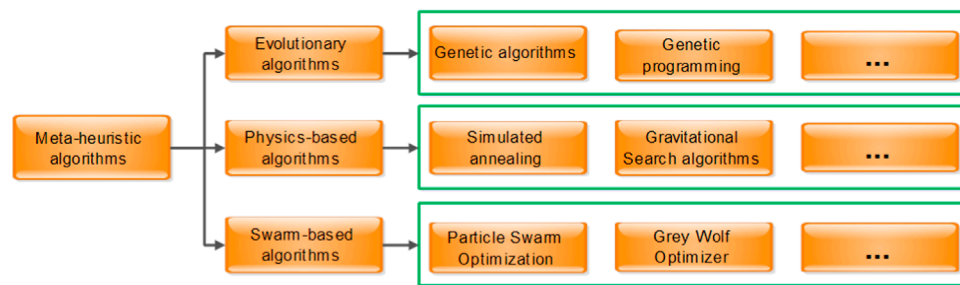 Evolutionary
algorithms
Genetic algorithms
Genetic
programming
...
Meta-heuristic
algorithms
Physics-based
algorithms
Simulated
annealing
Gravitational
Search algorithms
...
Swarm-based
algorithms
Particle Swarm
Optimization
Grey Wolf
Optimizer
...